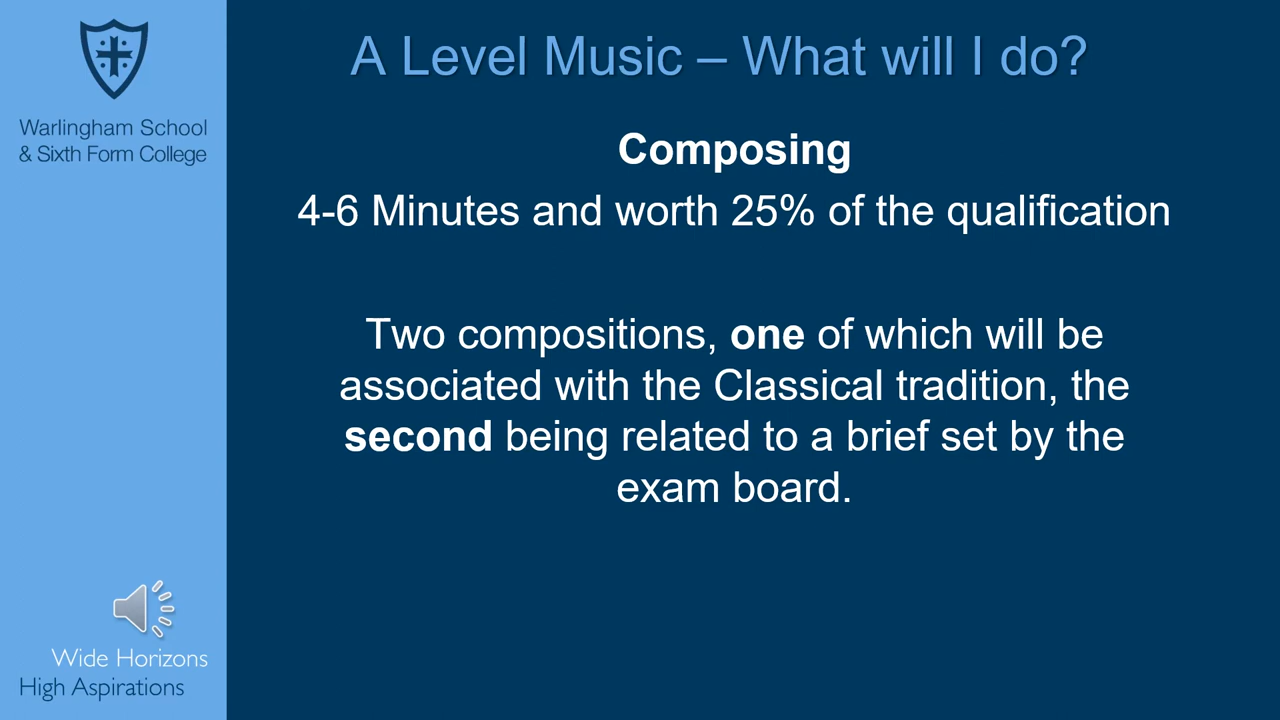 A Level Music – What will I do?
Warlingham School
& Sixth Form College
Composing
4-6 Minutes and worth 25% of the qualification
Two compositions, one of which will be
associated with the Classical tradition, the
second being related to a brief set by the
exam board.
Wide Horizons
High Aspirations